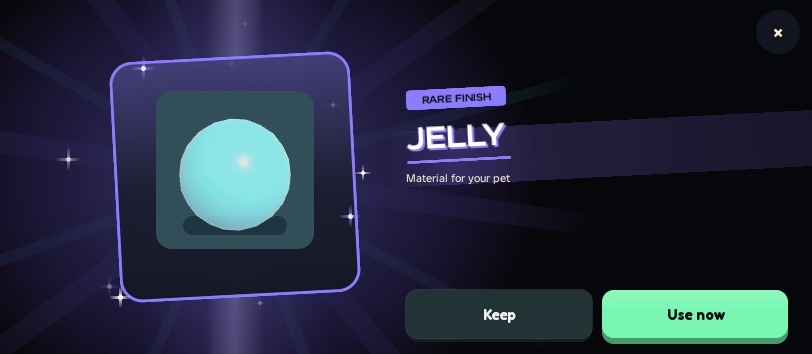 ×
RARE FINISH
JELLY
Material for your pet
Keep
Use now